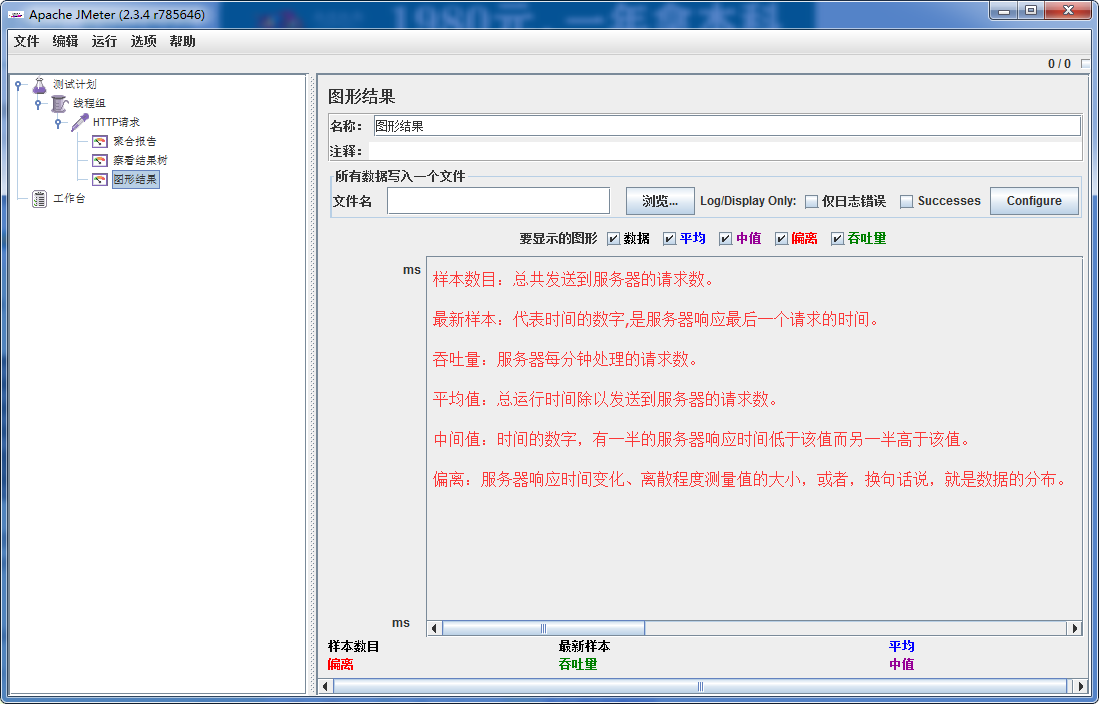 Apache JMeter (2.3.4 r785646)
1980元,一年拿本科
文件 编辑 运行 选项 帮助
0 / 0
测试计划
线程组
HTTP请求
聚合报告
察看结果树
图形结果
工作台
图形结果
名称: 图形结果
注释:
所有数据写入一个文件
文件名 浏览... Log/Display Only: 仅日志错误 Successes Configure
要显示的图形 数据 平均 中值 偏离 吞吐量
ms
样本数目：总共发送到服务器的请求数。
最新样本：代表时间的数字,是服务器响应最后一个请求的时间。
吞吐量：服务器每分钟处理的请求数。
平均值：总运行时间除以发送到服务器的请求数。
中间值：时间的数字，有一半的服务器响应时间低于该值而另一半高于该值。
偏离：服务器响应时间变化、离散程度测量值的大小，或者，换句话说，就是数据的分布。
ms
样本数目 最新样本 平均
偏离 吞吐量 中值